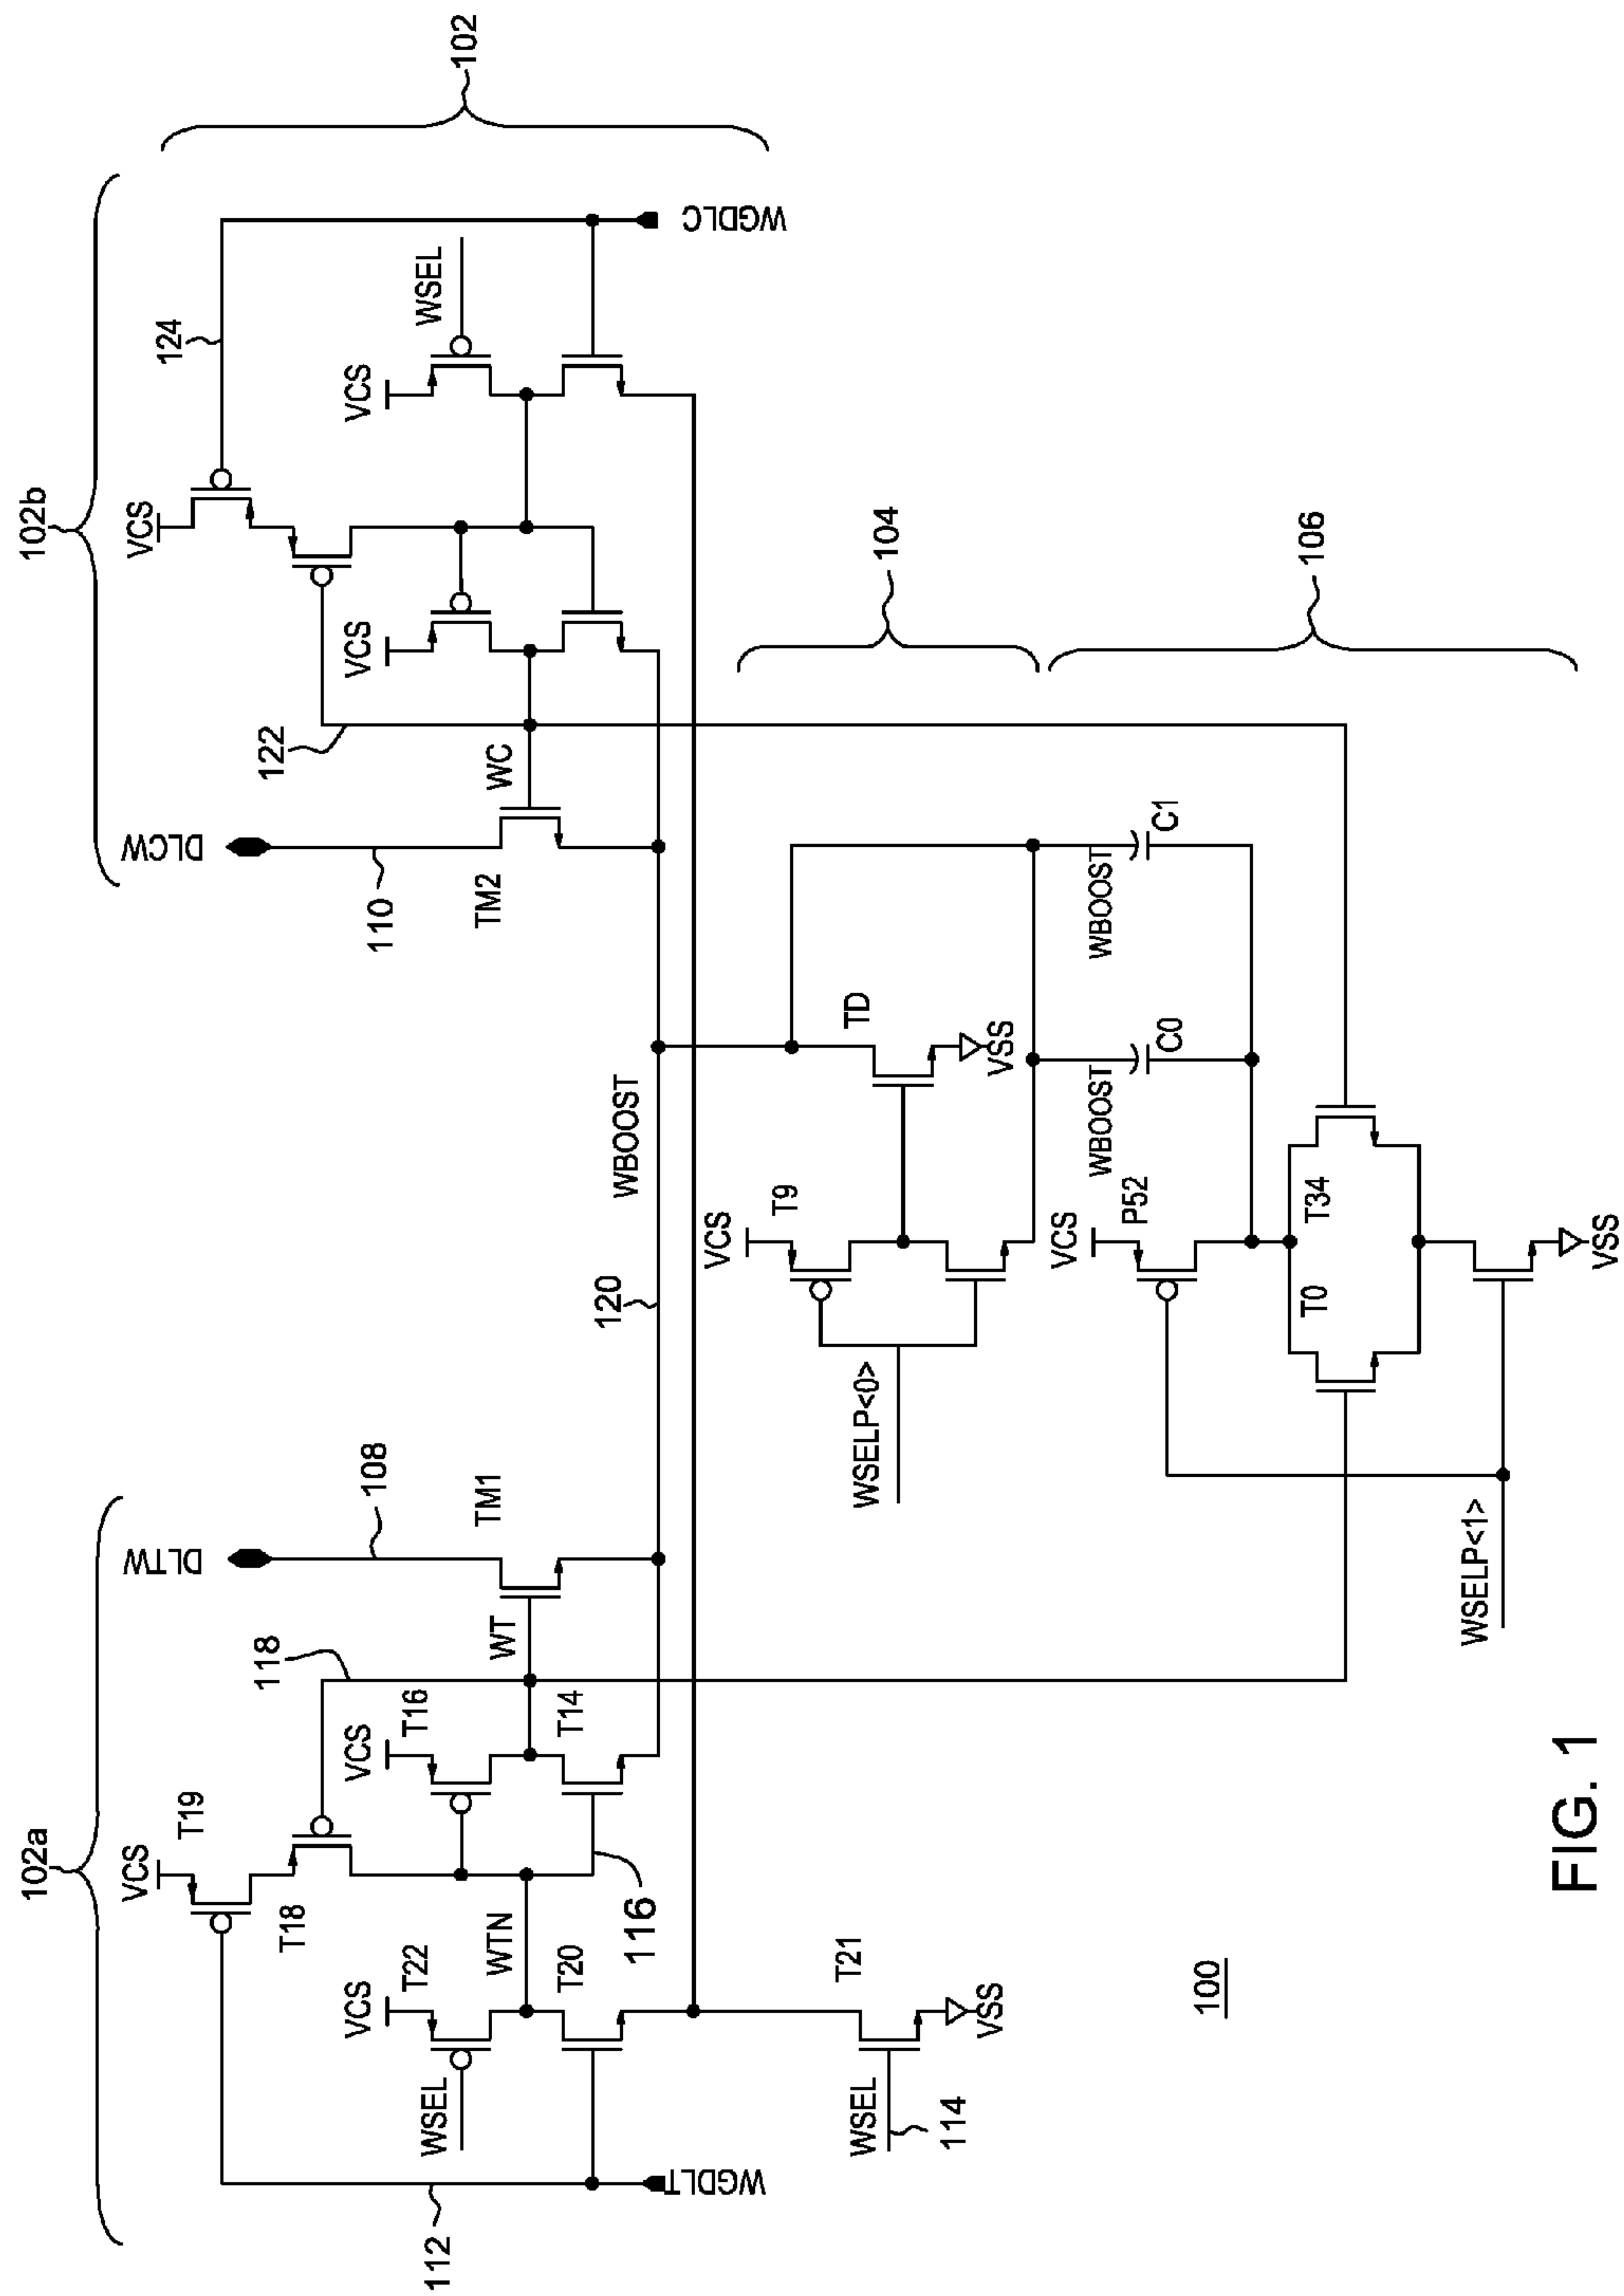 102a
102b
102
VCS
T19
T18
112
118
DLTW
108
TM1
DLCW
110
TM2
122
VCS
124
VCS
T22
WSEL
WTN
T20
116
VCS
T16
T14
WT
WC
VCS
VCS
WSEL
WGDLT
WGDLC
WSEL
114
T21
VSS
120
WBOOST
104
VCS
T9
TD
VSS
WSELP<0>
106
VCS
P52
WBOOST
C0
WBOOST
C1
T0
T34
WSELP<1>
VSS
100
FIG. 1